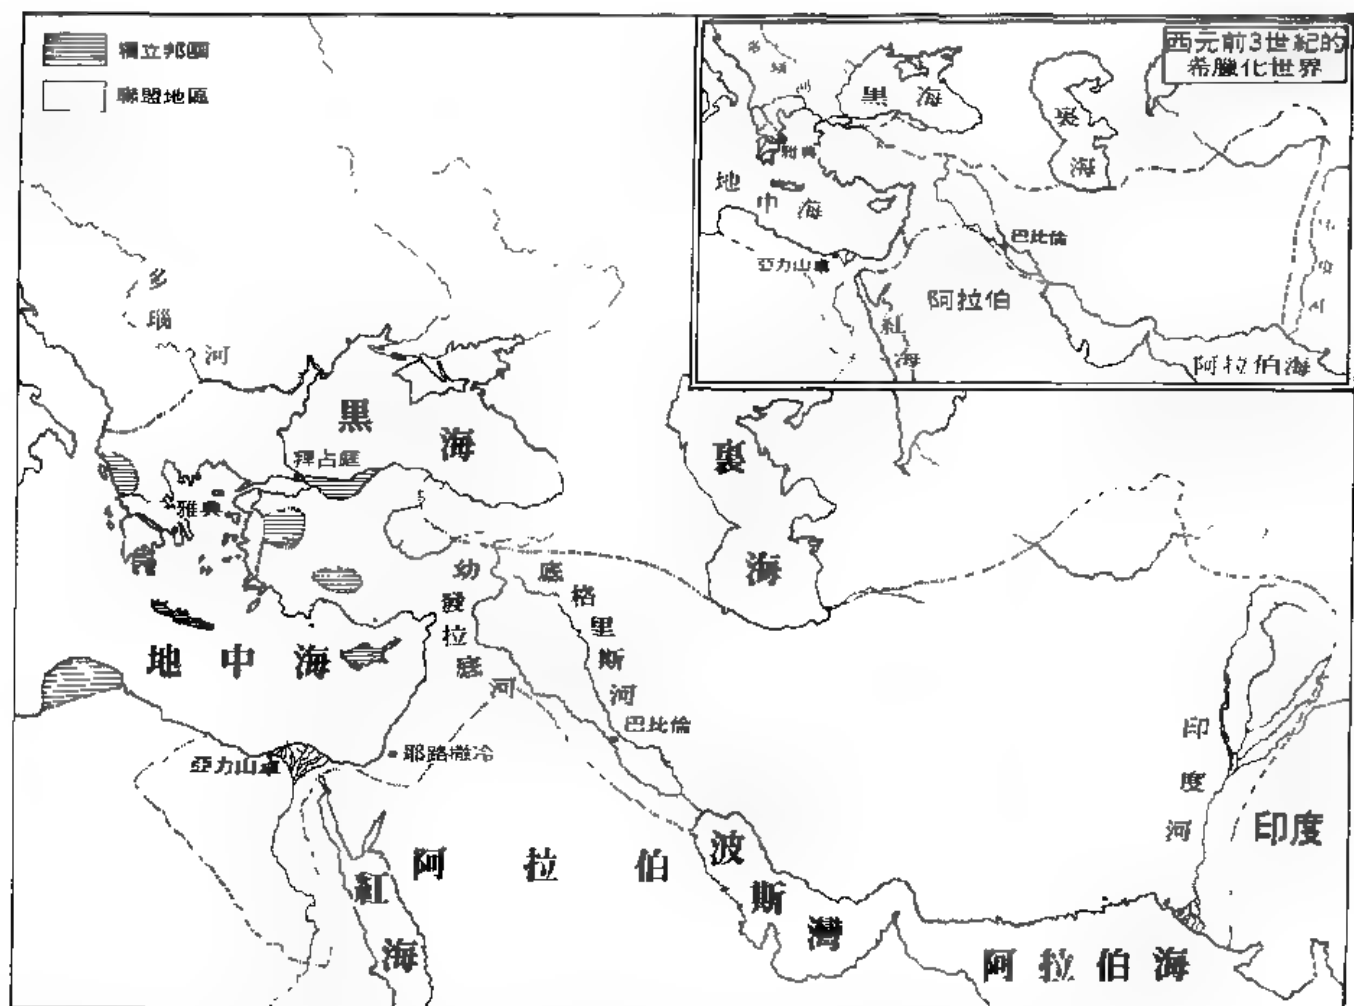 獨立邦國
聯盟地區
西元前3世紀的
希臘化世界
多
瑙
河
黑海
裏海
雅典
地中海
巴比倫
亞力山卓
阿拉伯
紅海
阿拉伯海
多
瑙
河
黑海
裏海
拜占庭
雅典
幼發拉底河
底格里斯河
地中海
巴比倫
亞力山卓
耶路撒冷
印度河
印度
阿拉伯
波斯灣
紅海
阿拉伯海